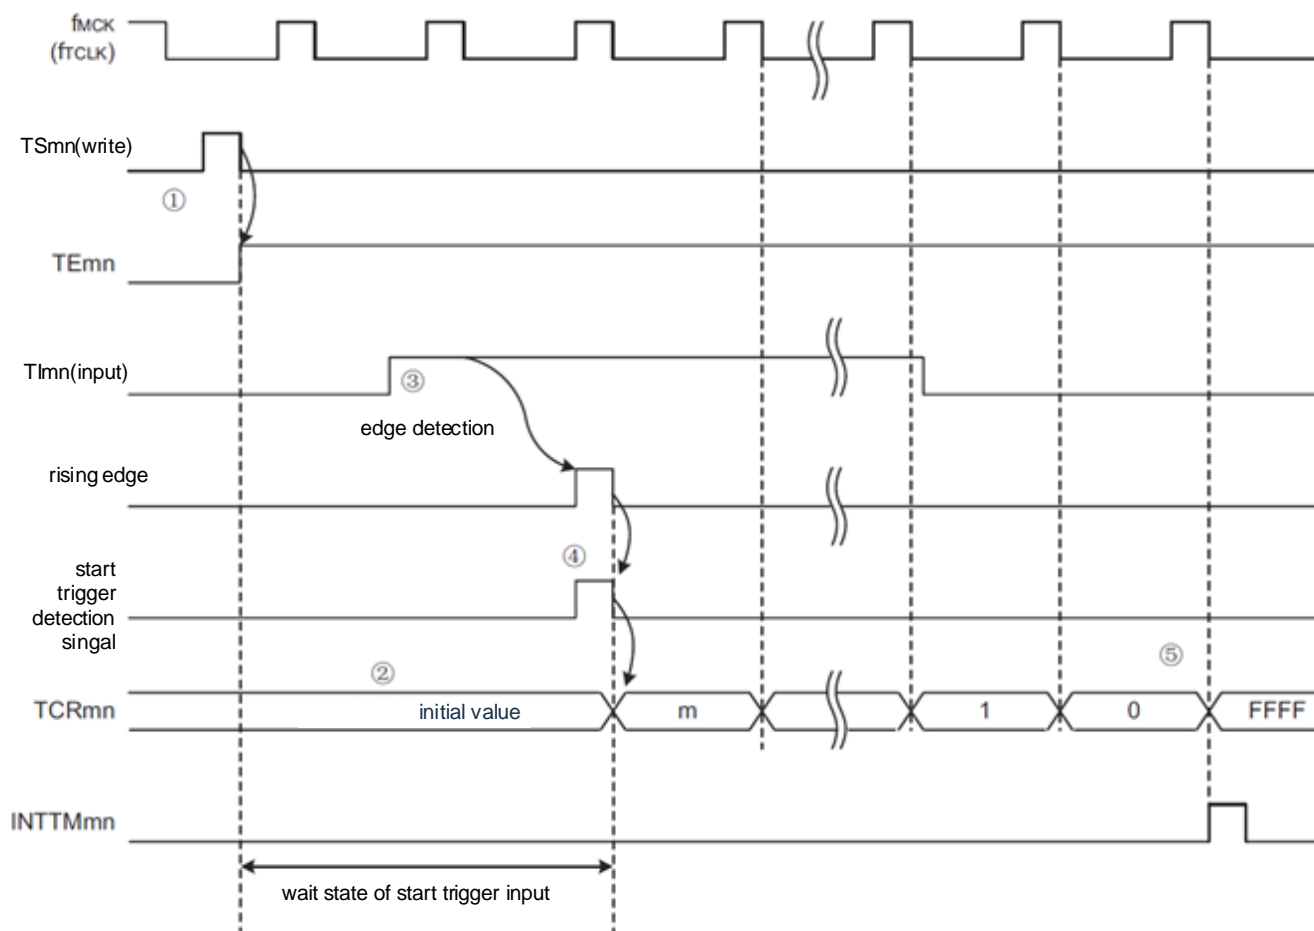 fMCK
(fTCLK)
TSmn(write)
①
TEmn
TImn(input)
③
edge detection
rising edge
④
start
trigger
detection
singal
②
⑤
TCRmn
initial value
m
1
0
FFFF
INTTMmn
wait state of start trigger input